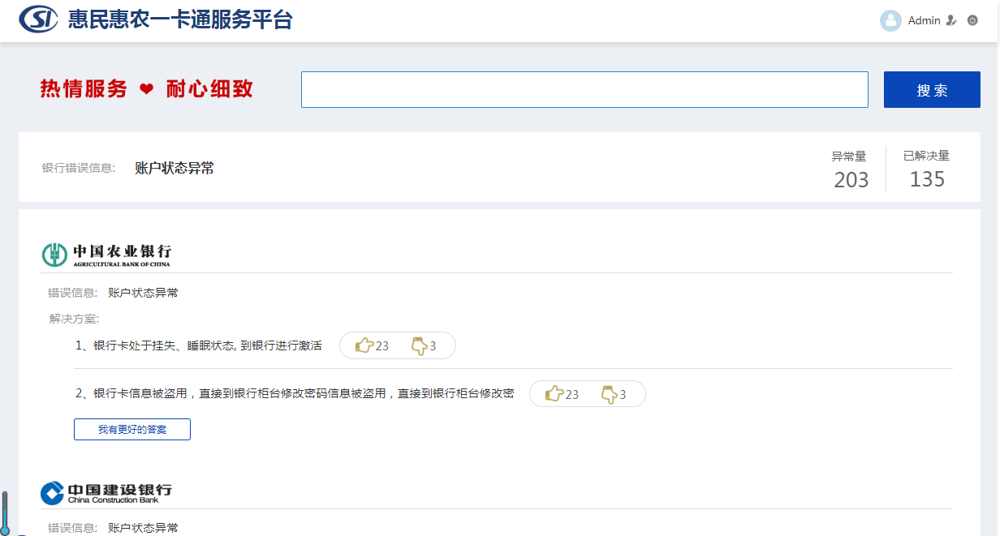 惠民惠农一卡通服务平台
Admin
热情服务 ❤ 耐心细致
搜 索
银行错误信息: 账户状态异常
异常量 已解决量
203 135
中国农业银行
AGRICULTURAL BANK OF CHINA
错误信息: 账户状态异常
解决方案:
1、银行卡处于挂失、睡眠状态, 到银行进行激活 23 3
2、银行卡信息被盗用，直接到银行柜台修改密码信息被盗用，直接到银行柜台修改密 23 3
我有更好的答案
中国建设银行
China Construction Bank
错误信息: 账户状态异常